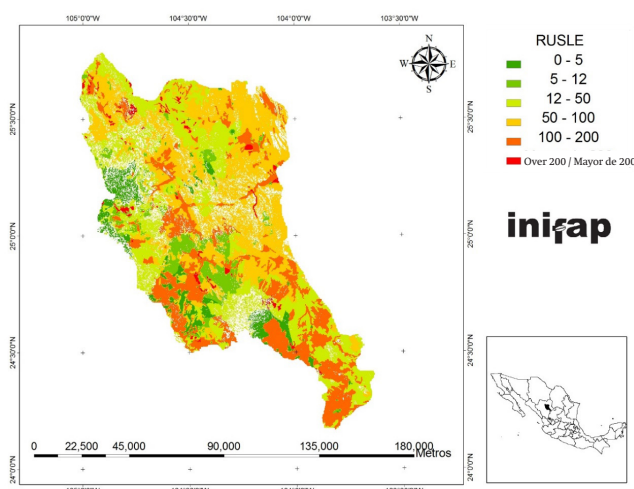 105°0'0"W
104°30'0"W
104°0'0"W
103°30'0"W
N
W
E
S
25°30'0"N
25°30'0"N
25°0'0"N
25°0'0"N
24°30'0"N
24°30'0"N
24°0'0"N
24°0'0"N
0
22,500
45,000
90,000
135,000
180,000
Metros
RUSLE
0 - 5
5 - 12
12 - 50
50 - 100
100 - 200
Over 200 / Mayor de 200
inifap